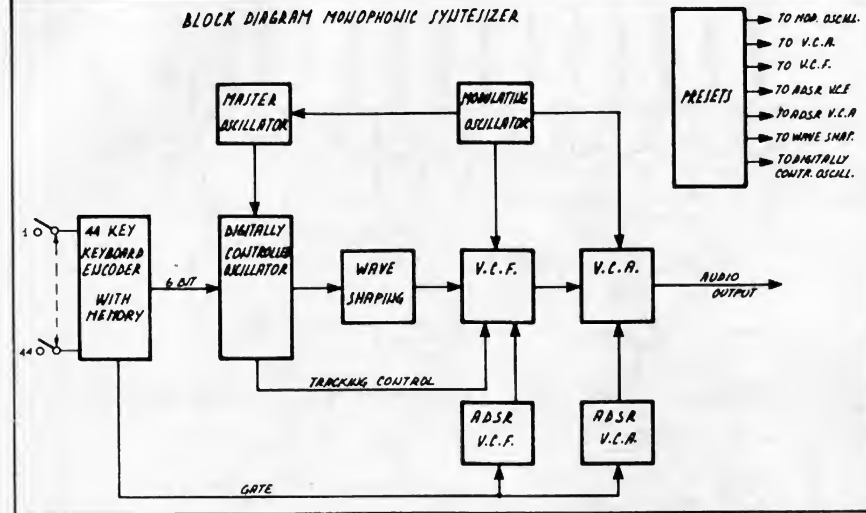 BLOCK DIAGRAM MONOPHONIC SYNTESIZER
MASTER
OSCILLATOR
MODULATING
OSCILLATOR
PRESETS
TO MOD. OSCILL.
TO V.C.A.
TO V.C.F.
TO ADSR V.C.F
TO ADSR V.C.A
TO WAVE SHAP.
TO DIGITALLY
CONTR. OSCILL.
1
44
44 KEY
KEYBOARD
ENCODER
WITH
MEMORY
6 BIT
DIGITALLY
CONTROLLED
OSCILLATOR
WAVE
SHAPING
V.C.F.
V.C.A.
AUDIO
OUTPUT
TRACKING CONTROL
ADSR
V.C.F.
ADSR
V.C.A.
GATE